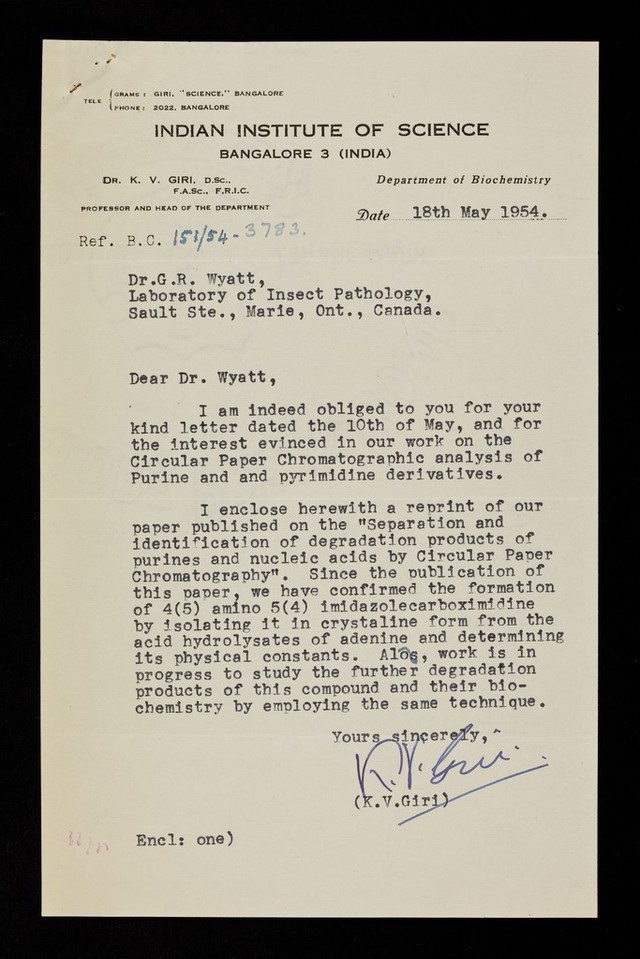 TELE { GRAMS : GIRI, "SCIENCE," BANGALORE
PHONE : 2022, BANGALORE
INDIAN INSTITUTE OF SCIENCE
BANGALORE 3 (INDIA)
DR. K. V. GIRI, D.Sc.,
F.A.Sc., F.R.I.C.
PROFESSOR AND HEAD OF THE DEPARTMENT
Department of Biochemistry
Date 18th May 1954.
Ref. B.C. 151/54-3783.
Dr.G.R. Wyatt,
Laboratory of Insect Pathology,
Sault Ste., Marie, Ont., Canada.
Dear Dr. Wyatt,
I am indeed obliged to you for your
kind letter dated the 10th of May, and for
the interest evinced in our work on the
Circular Paper Chromatographic analysis of
Purine and and pyrimidine derivatives.
I enclose herewith a reprint of our
paper published on the "Separation and
identification of degradation products of
purines and nucleic acids by Circular Paper
Chromatography". Since the publication of
this paper, we have confirmed the formation
of 4(5) amino 5(4) imidazolecarboximidine
by isolating it in crystaline form from the
acid hydrolysates of adenine and determining
its physical constants. Also, work is in
progress to study the further degradation
products of this compound and their bio-
chemistry by employing the same technique.
Yours sincerely,
K.V. Giri.
(K.V.Giri)
Encl: one)